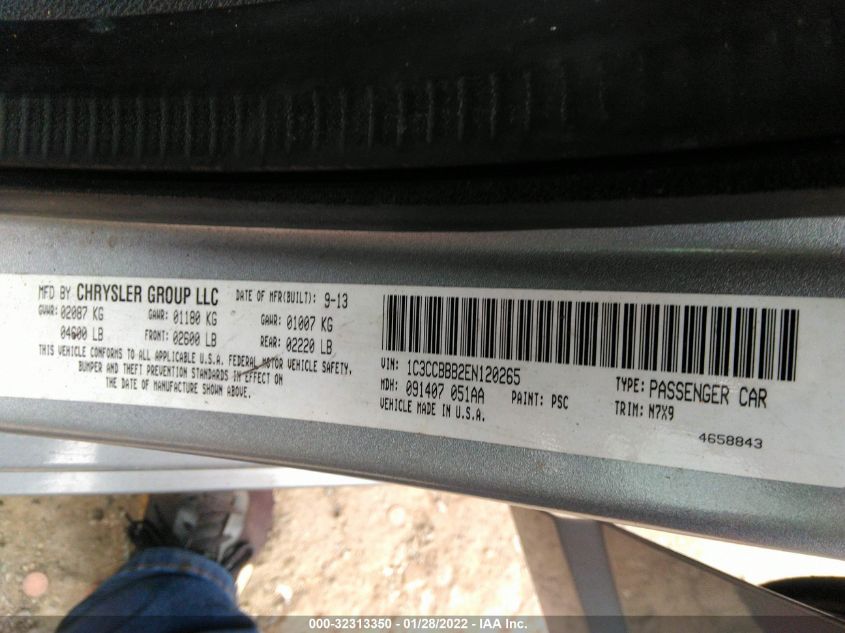 MFD BY CHRYSLER GROUP LLC DATE OF MFR(BUILT): 9-13
GVWR: 02087 KG GAWR: 01180 KG GAWR: 01007 KG
04600 LB FRONT: 02600 LB REAR: 02220 LB
THIS VEHICLE CONFORMS TO ALL APPLICABLE U.S.A. FEDERAL MOTOR VEHICLE SAFETY,
BUMPER AND THEFT PREVENTION STANDARDS IN EFFECT ON
THE DATE OF MANUFACTURE SHOWN ABOVE.
VIN: 1C3CCBBB2EN120265 TYPE: PASSENGER CAR
MDH: 091407 051AA PAINT: PSC TRIM: N7X9
VEHICLE MADE IN U.S.A. 4658843
000-32313350 - 01/28/2022 - IAA Inc.